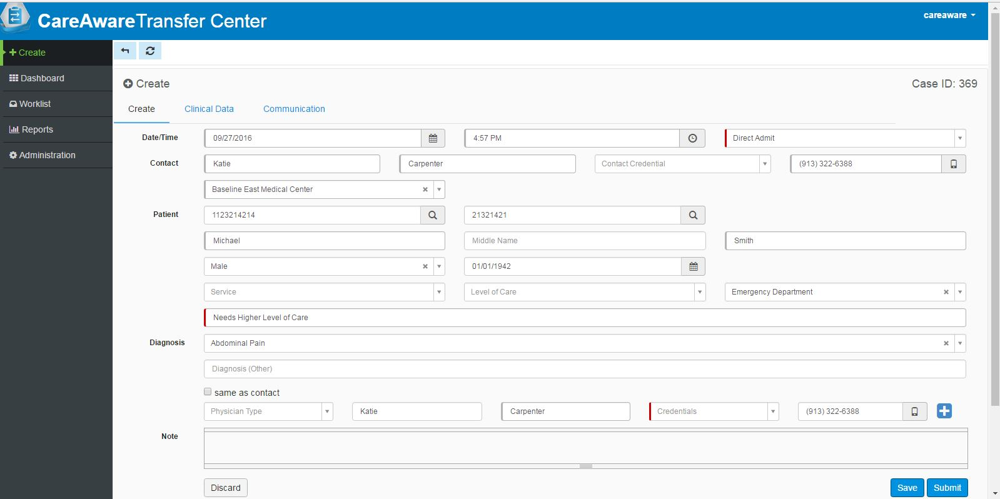 CareAwareTransfer Center
careaware
Create
Dashboard
Worklist
Reports
Administration
Create
Case ID: 369
Create Clinical Data Communication
Date/Time 09/27/2016 4:57 PM Direct Admit
Contact Katie Carpenter Contact Credential (913) 322-6388
Baseline East Medical Center
Patient 1123214214 21321421
Michael Middle Name Smith
Male 01/01/1942
Service Level of Care Emergency Department
Needs Higher Level of Care
Diagnosis Abdominal Pain
Diagnosis (Other)
same as contact
Physician Type Katie Carpenter Credentials (913) 322-6388
Note
Discard Save Submit